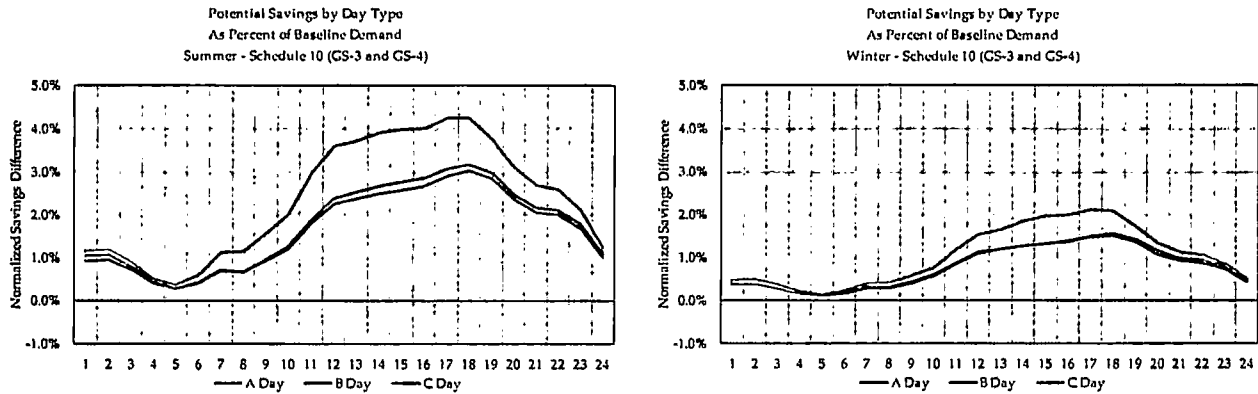 Potential Savings by Day Type
As Percent of Baseline Demand
Summer - Schedule 10 (GS-3 and GS-4)
Normalized Savings Difference
5.0%
4.0%
3.0%
2.0%
1.0%
0.0%
-1.0%
1 2 3 4 5 6 7 8 9 10 11 12 13 14 15 16 17 18 19 20 21 22 23 24
A Day B Day C Day
Potential Savings by Day Type
As Percent of Baseline Demand
Winter - Schedule 10 (GS-3 and GS-4)
Normalized Savings Difference
5.0%
4.0%
3.0%
2.0%
1.0%
0.0%
-1.0%
1 2 3 4 5 6 7 8 9 10 11 12 13 14 15 16 17 18 19 20 21 22 23 24
A Day B Day C Day